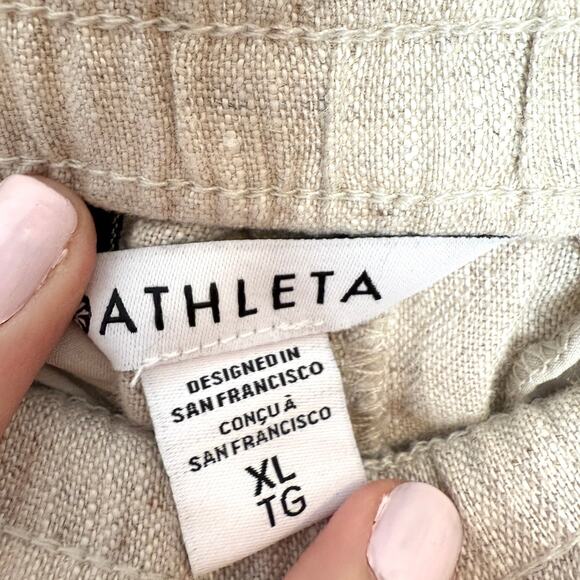 ATHLETA
DESIGNED IN
SAN FRANCISCO
CONÇU À
SAN FRANCISCO
XL
TG